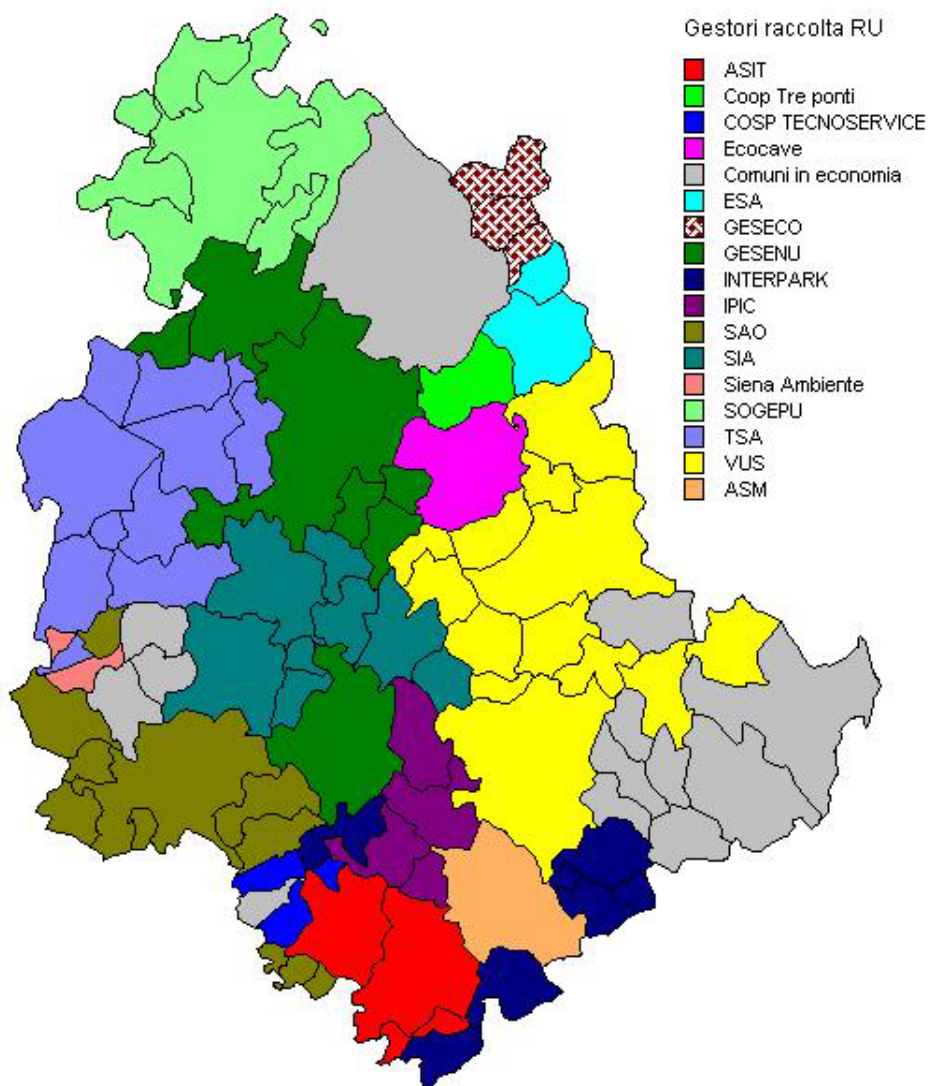 Gestori raccolta RU
ASIT
Coop Tre ponti
COSP TECNOSERVICE
Ecocave
Comuni in economia
ESA
GESECO
GESENU
INTERPARK
IPIC
SAO
SIA
Siena Ambiente
SOGEPU
TSA
VUS
ASM